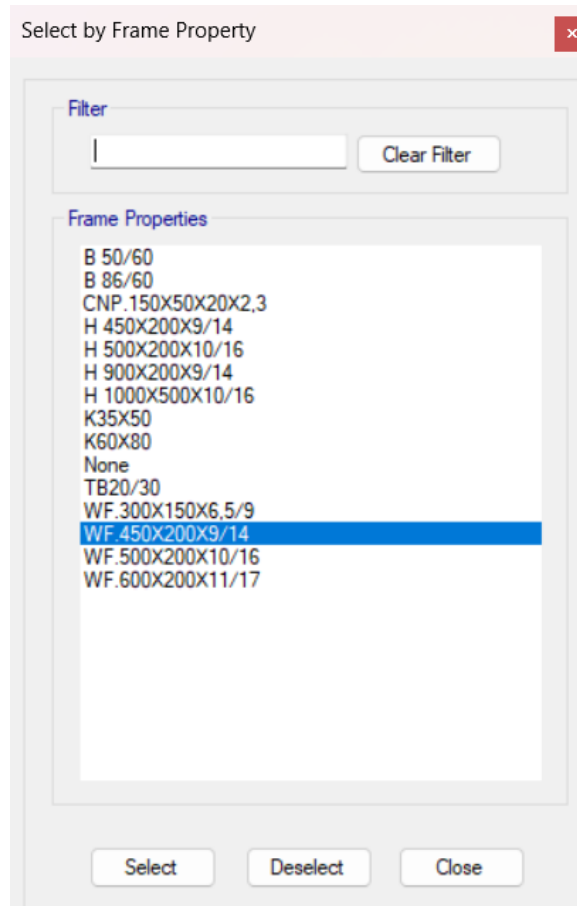 Select by Frame Property
Filter
Clear Filter
Frame Properties
B 50/60
B 86/60
CNP.150X50X20X2,3
H 450X200X9/14
H 500X200X10/16
H 900X200X9/14
H 1000X500X10/16
K35X50
K60X80
None
TB20/30
WF.300X150X6,5/9
WF.450X200X9/14
WF.500X200X10/16
WF.600X200X11/17
Select
Deselect
Close